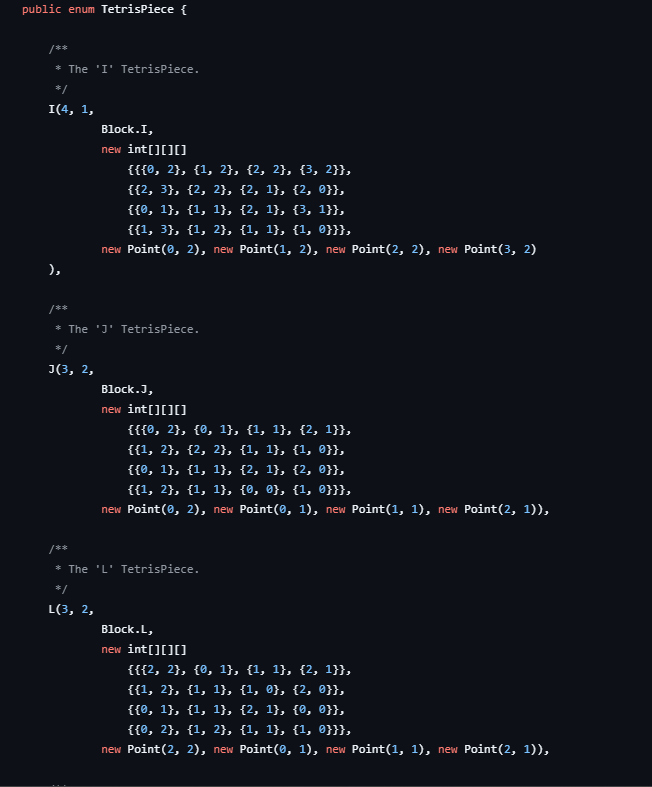 public enum TetrisPiece {
/**
* The 'I' TetrisPiece.
*/
I(4, 1,
Block.I,
new int[][][]
{{{0, 2}, {1, 2}, {2, 2}, {3, 2}},
{{2, 3}, {2, 2}, {2, 1}, {2, 0}},
{{0, 1}, {1, 1}, {2, 1}, {3, 1}},
{{1, 3}, {1, 2}, {1, 1}, {1, 0}}},
new Point(0, 2), new Point(1, 2), new Point(2, 2), new Point(3, 2)
),
/**
* The 'J' TetrisPiece.
*/
J(3, 2,
Block.J,
new int[][][]
{{{0, 2}, {0, 1}, {1, 1}, {2, 1}},
{{1, 2}, {2, 2}, {1, 1}, {1, 0}},
{{0, 1}, {1, 1}, {2, 1}, {2, 0}},
{{1, 2}, {1, 1}, {0, 0}, {1, 0}}},
new Point(0, 2), new Point(0, 1), new Point(1, 1), new Point(2, 1)),
/**
* The 'L' TetrisPiece.
*/
L(3, 2,
Block.L,
new int[][][]
{{{2, 2}, {0, 1}, {1, 1}, {2, 1}},
{{1, 2}, {1, 1}, {1, 0}, {2, 0}},
{{0, 1}, {1, 1}, {2, 1}, {0, 0}},
{{0, 2}, {1, 2}, {1, 1}, {1, 0}}},
new Point(2, 2), new Point(0, 1), new Point(1, 1), new Point(2, 1)),